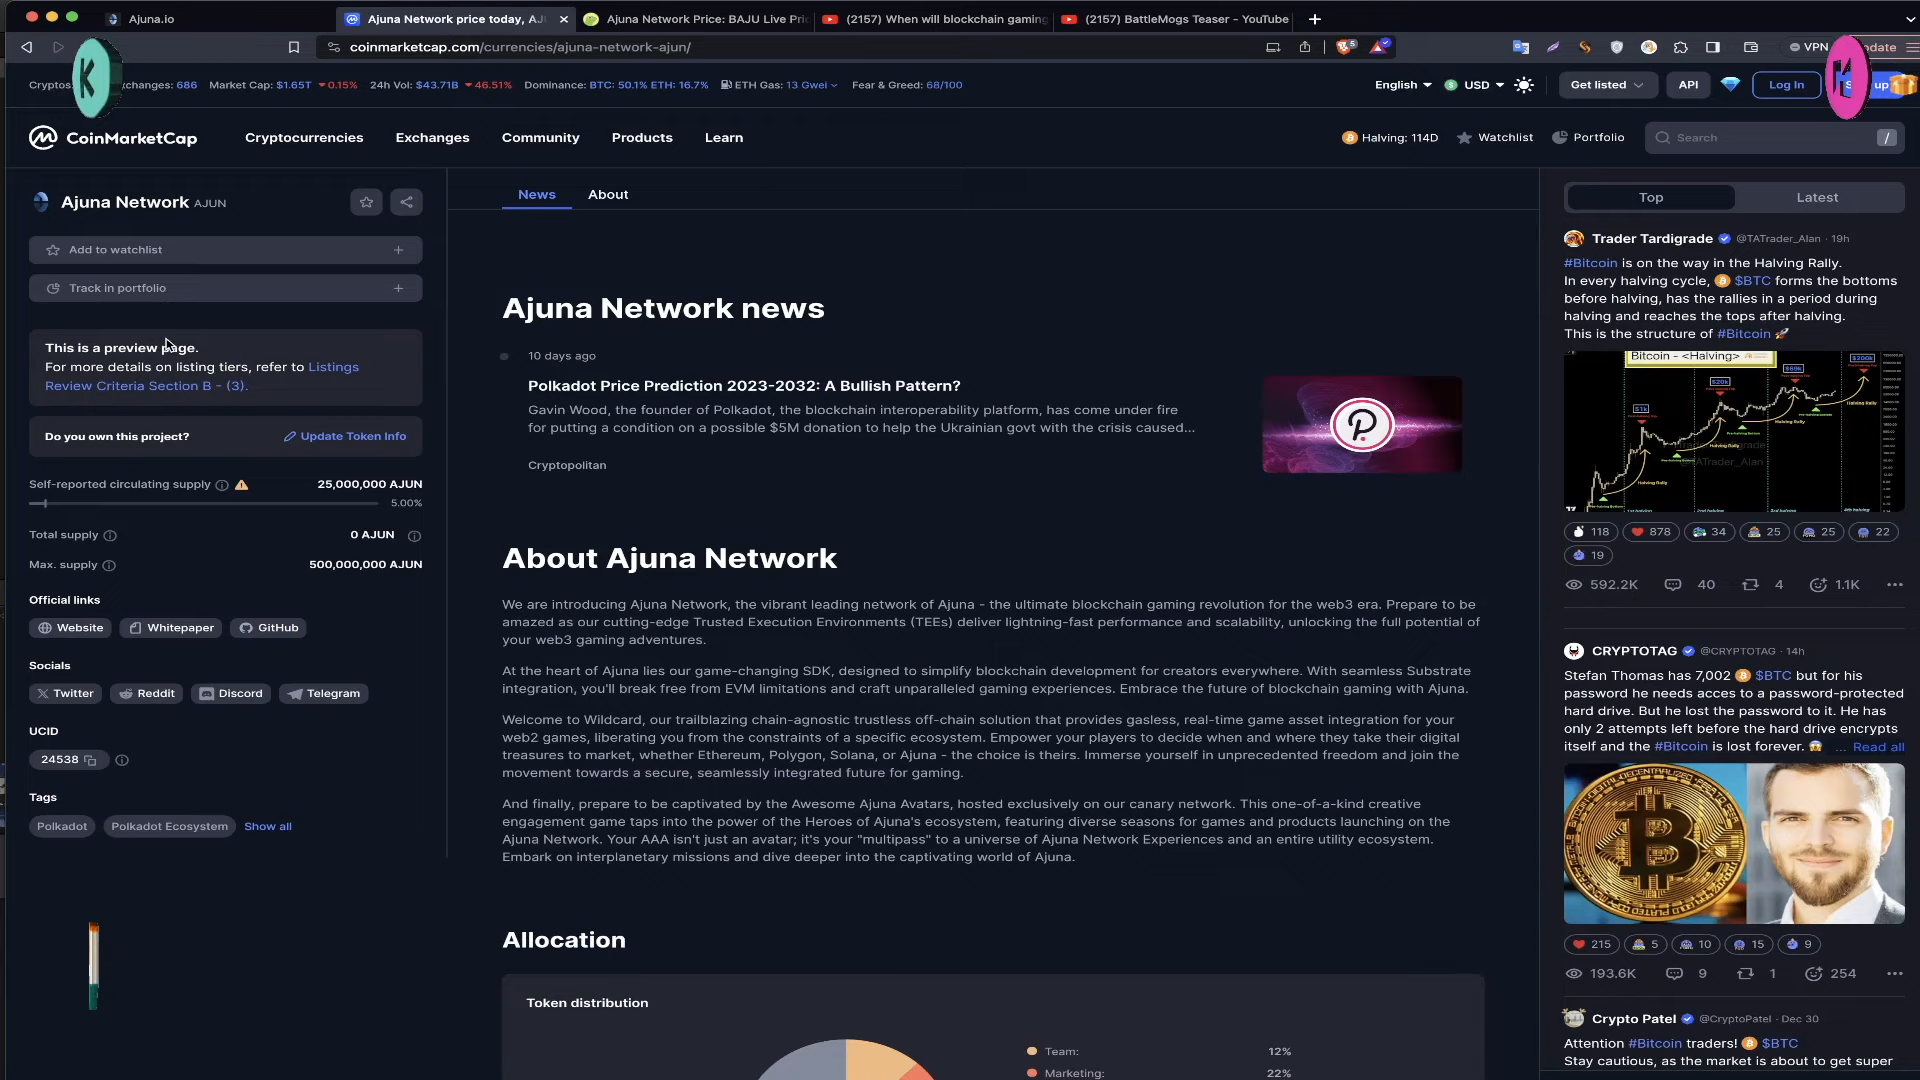 Ajuna.io
Ajuna Network price today, AJ
Ajuna Network Price: BAJU Live Pri
(2157) When will blockchain gaming
(2157) BattleMogs Teaser - YouTube
coinmarketcap.com/currencies/ajuna-network-ajun/
VPN
Cryptos:
changes: 686
Market Cap: $1.65T 0.15%
24h Vol: $43.71B 46.51%
Dominance: BTC: 50.1% ETH: 16.7%
ETH Gas: 13 Gwei
Fear & Greed: 68/100
English
USD
Get listed
API
Log In
up
CoinMarketCap
Cryptocurrencies
Exchanges
Community
Products
Learn
Halving: 114D
Watchlist
Portfolio
Search
/
Ajuna Network AJUN
Add to watchlist
Track in portfolio
This is a preview page.
For more details on listing tiers, refer to Listings
Review Criteria Section B - (3).
Do you own this project?
Update Token Info
Self-reported circulating supply
25,000,000 AJUN
5.00%
Total supply
0 AJUN
Max. supply
500,000,000 AJUN
Official links
Website
Whitepaper
GitHub
Socials
Twitter
Reddit
Discord
Telegram
UCID
24538
Tags
Polkadot
Polkadot Ecosystem
Show all
News
About
Ajuna Network news
10 days ago
Polkadot Price Prediction 2023-2032: A Bullish Pattern?
Gavin Wood, the founder of Polkadot, the blockchain interoperability platform, has come under fire
for putting a condition on a possible $5M donation to help the Ukrainian govt with the crisis caused...
Cryptopolitan
About Ajuna Network
We are introducing Ajuna Network, the vibrant leading network of Ajuna - the ultimate blockchain gaming revolution for the web3 era. Prepare to be
amazed as our cutting-edge Trusted Execution Environments (TEEs) deliver lightning-fast performance and scalability, unlocking the full potential of
your web3 gaming adventures.
At the heart of Ajuna lies our game-changing SDK, designed to simplify blockchain development for creators everywhere. With seamless Substrate
integration, you'll break free from EVM limitations and craft unparalleled gaming experiences. Embrace the future of blockchain gaming with Ajuna.
Welcome to Wildcard, our trailblazing chain-agnostic trustless off-chain solution that provides gasless, real-time game asset integration for your
web2 games, liberating you from the constraints of a specific ecosystem. Empower your players to decide when and where they take their digital
treasures to market, whether Ethereum, Polygon, Solana, or Ajuna - the choice is theirs. Immerse yourself in unprecedented freedom and join the
movement towards a secure, seamlessly integrated future for gaming.
And finally, prepare to be captivated by the Awesome Ajuna Avatars, hosted exclusively on our canary network. This one-of-a-kind creative
engagement game taps into the power of the Heroes of Ajuna's ecosystem, featuring diverse seasons for games and products launching on the
Ajuna Network. Your AAA isn't just an avatar; it's your "multipass" to a universe of Ajuna Network Experiences and an entire utility ecosystem.
Embark on interplanetary missions and dive deeper into the captivating world of Ajuna.
Allocation
Token distribution
Team: 12%
Marketing: 22%
Top
Latest
Trader Tardigrade @TATrader_Alan · 19h
#Bitcoin is on the way in the Halving Rally.
In every halving cycle, $BTC forms the bottoms
before halving, has the rallies in a period during
halving and reaches the tops after halving.
This is the structure of #Bitcoin
Bitcoin - <Halving>
$1k
$20k
$69k
$200k
Halving Rally
Halving Rally
Halving Rally
Halving Rally
118
878
34
25
25
22
19
592.2K
40
4
1.1K
CRYPTOTAG @CRYPTOTAG · 14h
Stefan Thomas has 7,002 $BTC but for his
password he needs acces to a password-protected
hard drive. But he lost the password to it. He has
only 2 attempts left before the hard drive encrypts
itself and the #Bitcoin is lost forever. ... Read all
215
5
10
15
9
193.6K
9
1
254
Crypto Patel @CryptoPatel · Dec 30
Attention #Bitcoin traders! $BTC
Stay cautious, as the market is about to get super